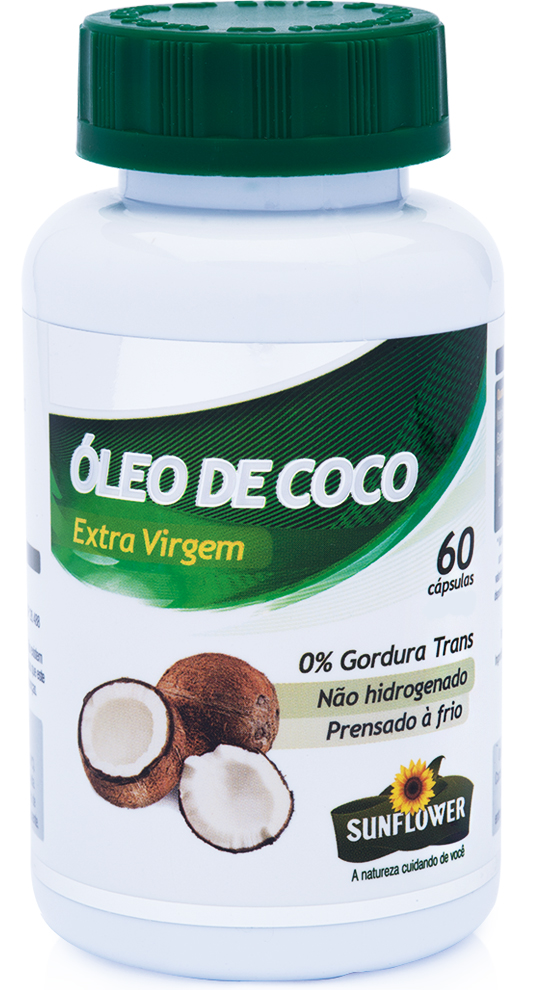 ÓLEO DE COCO
Extra Virgem
60
cápsulas
0% Gordura Trans
Não hidrogenado
Prensado à frio
SUNFLOWER
A natureza cuidando de você